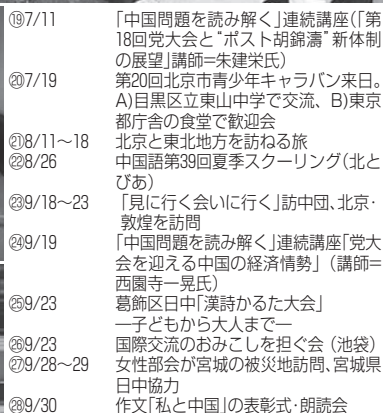 ⑲7/11 「中国問題を読み解く」連続講座(「第
18回党大会と“ポスト胡錦濤”新体制
の展望」講師=朱建栄氏)
⑳7/19 第20回北京市青少年キャラバン来日。
A)目黒区立東山中学で交流、B)東京
都庁舎の食堂で歓迎会
㉑8/11〜18 北京と東北地方を訪ねる旅
㉒8/26 中国語第39回夏季スクーリング(北と
ぴあ)
㉓9/18〜23 「見に行く会いに行く」訪中団、北京・
敦煌を訪問
㉔9/19 「中国問題を読み解く」連続講座「党大
会を迎える中国の経済情勢」(講師=
西園寺一晃氏)
㉕9/23 葛飾区日中「漢詩かるた大会」
―子どもから大人まで―
㉖9/23 国際交流のおみこしを担ぐ会(池袋)
㉗9/28〜29 女性部会が宮城の被災地訪問、宮城県
日中協力
㉘9/30 作文「私と中国」の表彰式・朗読会